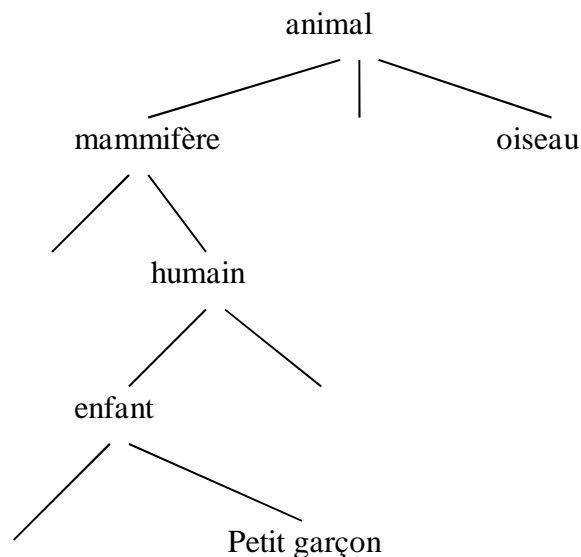 animal
mammifère oiseau
humain
enfant
Petit garçon